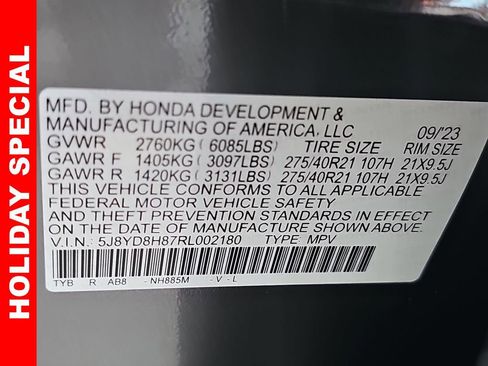 HOLIDAY SPECIAL
MFD. BY HONDA DEVELOPMENT &
MANUFACTURING OF AMERICA, LLC 09/23
GVWR 2760KG ( 6085LBS) TIRE SIZE RIM SIZE
GAWR F 1405KG ( 3097LBS) 275/40R21 107H 21X9.5J
GAWR R 1420KG ( 3131LBS) 275/40R21 107H 21X9.5J
THIS VEHICLE CONFORMS TO ALL APPLICABLE
FEDERAL MOTOR VEHICLE SAFETY
AND THEFT PREVENTION STANDARDS IN EFFECT
ON THE DATE OF MANUFACTURE SHOWN ABOVE.
V.I.N.: 5J8YD8H87RL002180 TYPE: MPV
TYB R AB8 - NH885M - V - L